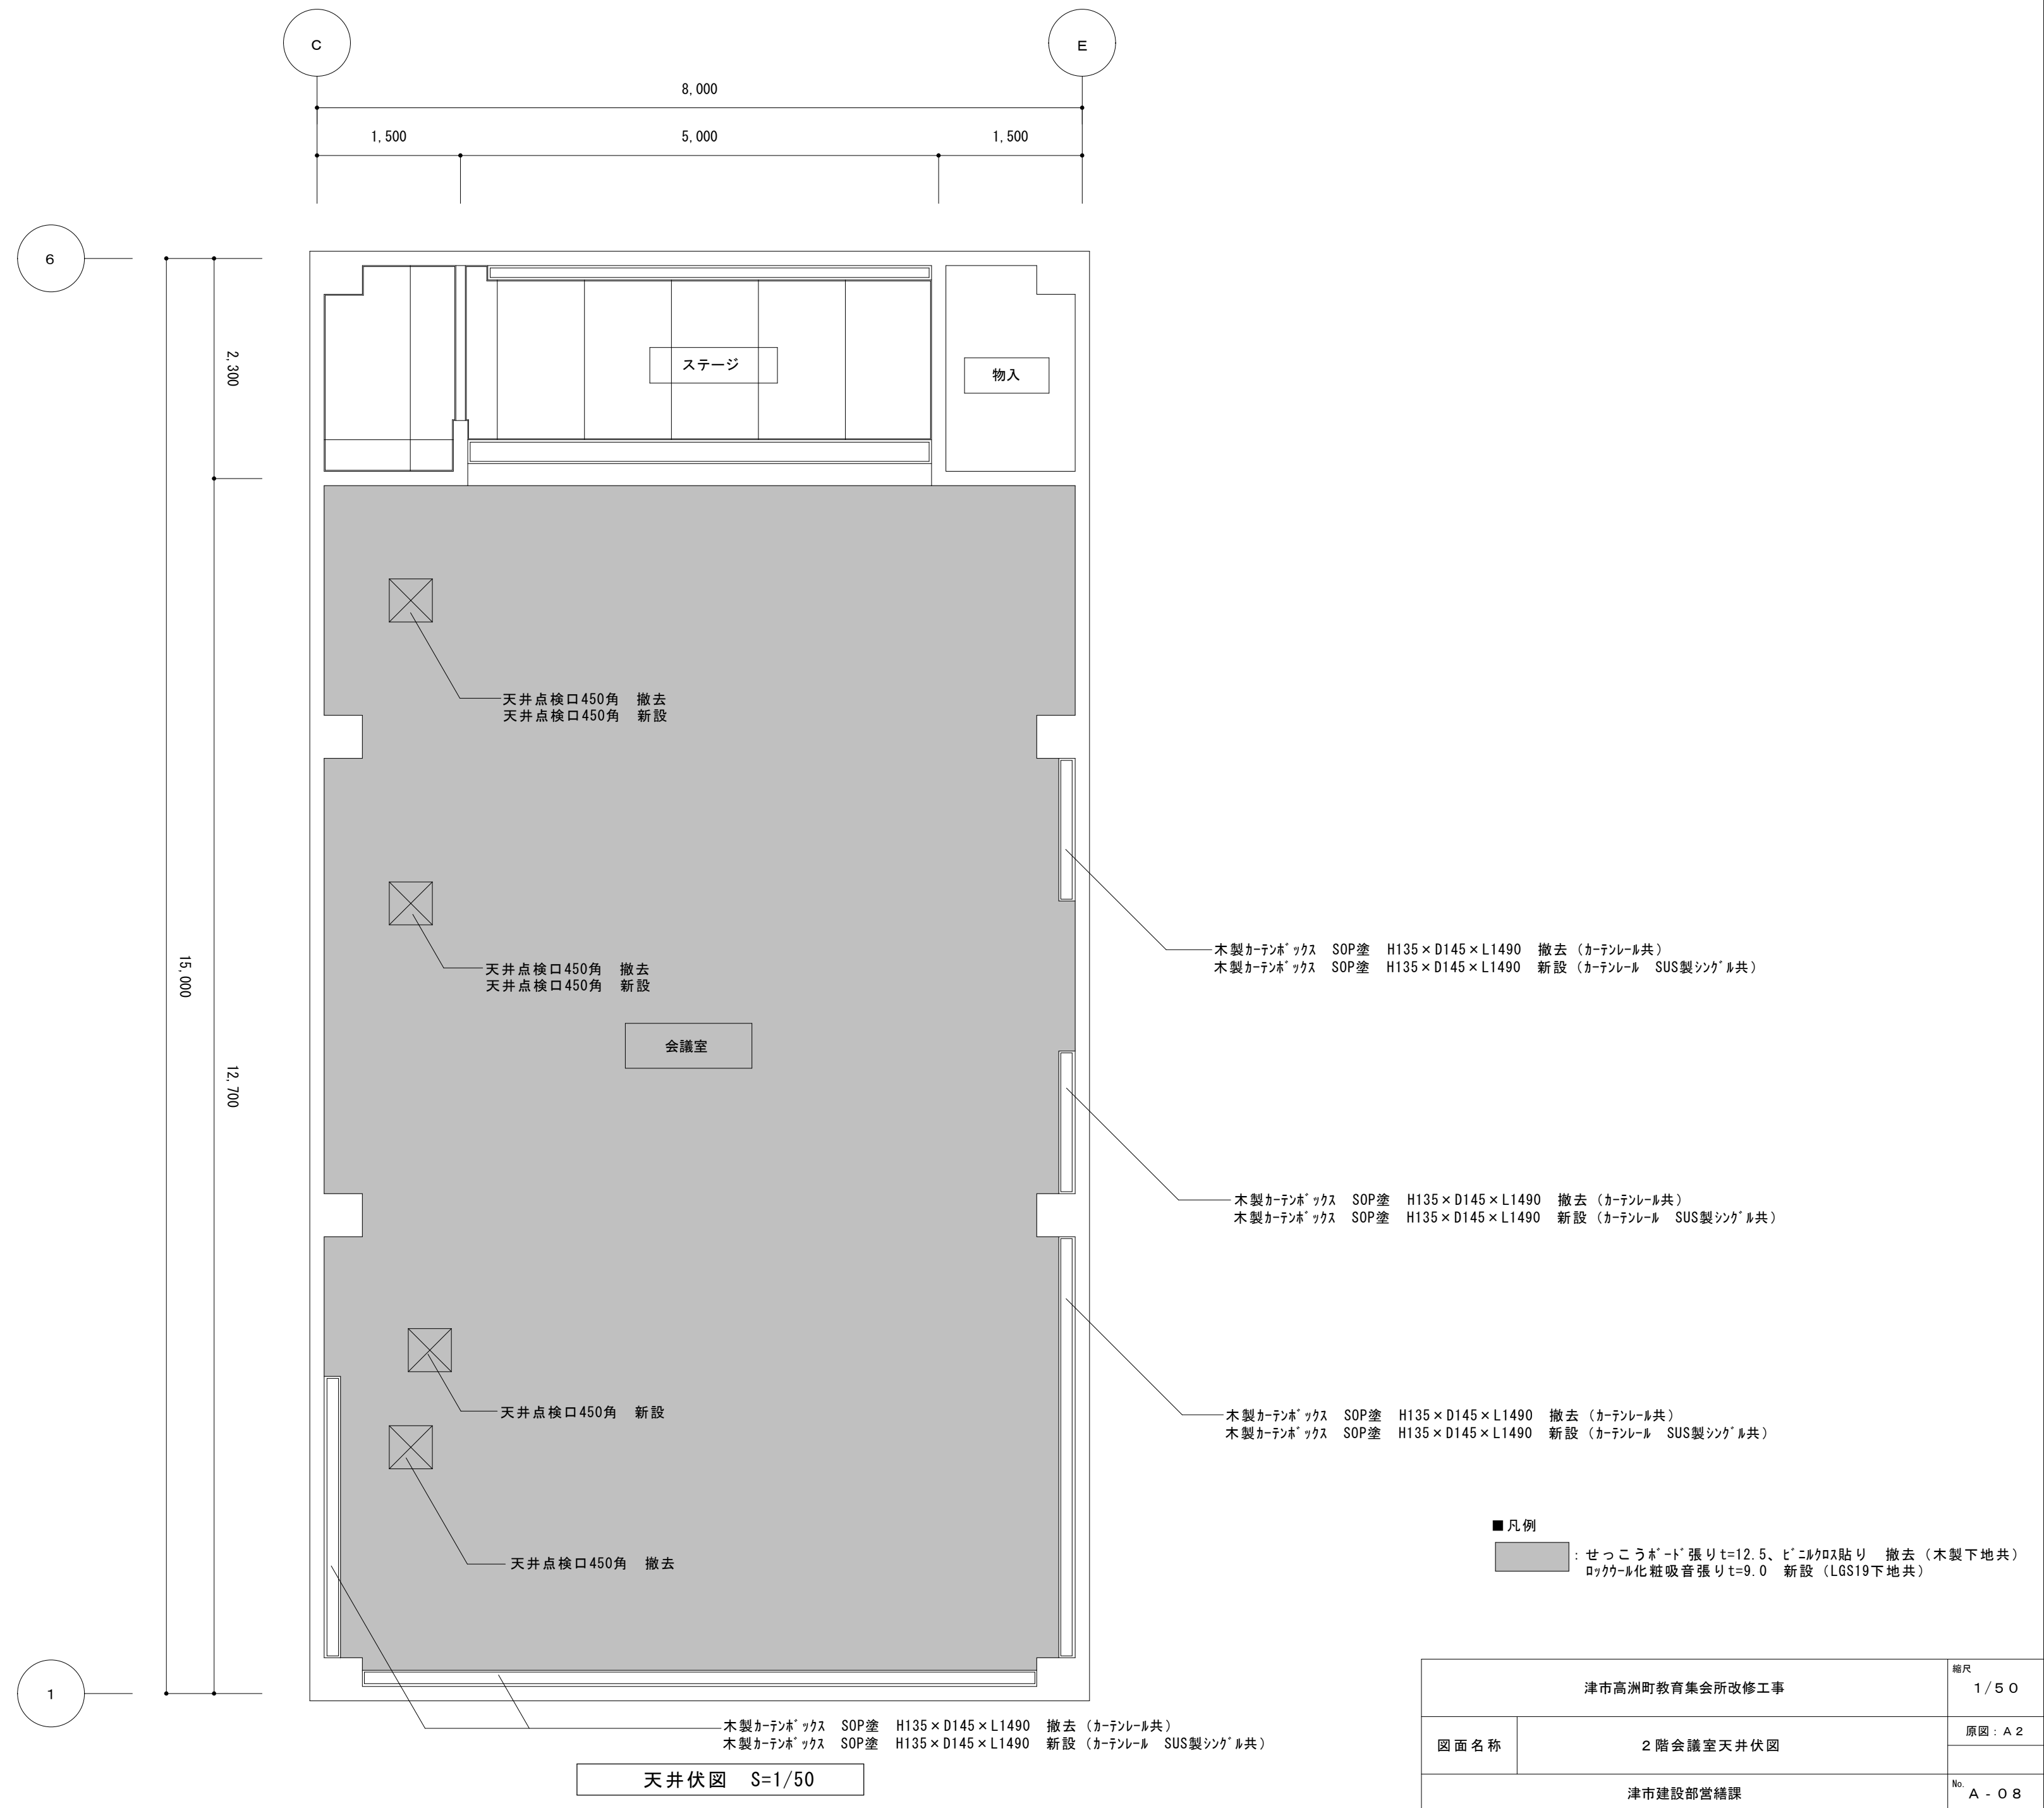 C
E
8,000
1,500
5,000
1,500
6
2,300
ステージ
物入
天井点検口450角　撤去
天井点検口450角　新設
15,000
12,700
天井点検口450角　撤去
天井点検口450角　新設
木製ｶｰﾃﾝﾎﾞｯｸｽ　SOP塗　H135×D145×L1490　撤去（ｶｰﾃﾝﾚｰﾙ共）
木製ｶｰﾃﾝﾎﾞｯｸｽ　SOP塗　H135×D145×L1490　新設（ｶｰﾃﾝﾚｰﾙ　SUS製ｼﾝｸﾞﾙ共）
会議室
木製ｶｰﾃﾝﾎﾞｯｸｽ　SOP塗　H135×D145×L1490　撤去（ｶｰﾃﾝﾚｰﾙ共）
木製ｶｰﾃﾝﾎﾞｯｸｽ　SOP塗　H135×D145×L1490　新設（ｶｰﾃﾝﾚｰﾙ　SUS製ｼﾝｸﾞﾙ共）
天井点検口450角　新設
木製ｶｰﾃﾝﾎﾞｯｸｽ　SOP塗　H135×D145×L1490　撤去（ｶｰﾃﾝﾚｰﾙ共）
木製ｶｰﾃﾝﾎﾞｯｸｽ　SOP塗　H135×D145×L1490　新設（ｶｰﾃﾝﾚｰﾙ　SUS製ｼﾝｸﾞﾙ共）
天井点検口450角　撤去
■凡例
：せっこうﾎﾞｰﾄﾞ張りt=12.5、ﾋﾞﾆﾙｸﾛｽ貼り　撤去（木製下地共）
ﾛｯｸｳｰﾙ化粧吸音張りt=9.0　新設（LGS19下地共）
1
木製ｶｰﾃﾝﾎﾞｯｸｽ　SOP塗　H135×D145×L1490　撤去（ｶｰﾃﾝﾚｰﾙ共）
木製ｶｰﾃﾝﾎﾞｯｸｽ　SOP塗　H135×D145×L1490　新設（ｶｰﾃﾝﾚｰﾙ　SUS製ｼﾝｸﾞﾙ共）
天井伏図　S=1/50
津市高洲町教育集会所改修工事
縮尺
１/５０
図面名称
２階会議室天井伏図
原図：Ａ２
津市建設部営繕課
No.
Ａ-０８